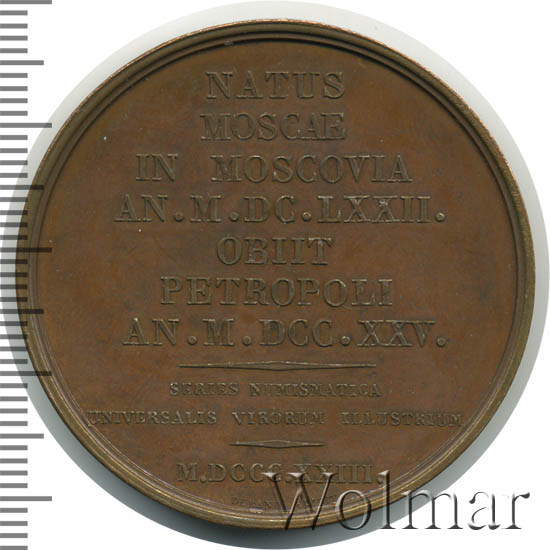 NATUS
MOSCAE
IN MOSCOVIA
AN. M. DC. LXXII.
OBIIT
PETROPOLI
AN. M. DCC. XXV.
SERIES NUMISMATICA
UNIVERSALIS VIRORUM ILLUSTRIUM
M.DCCC.XXIII.
Wolmar